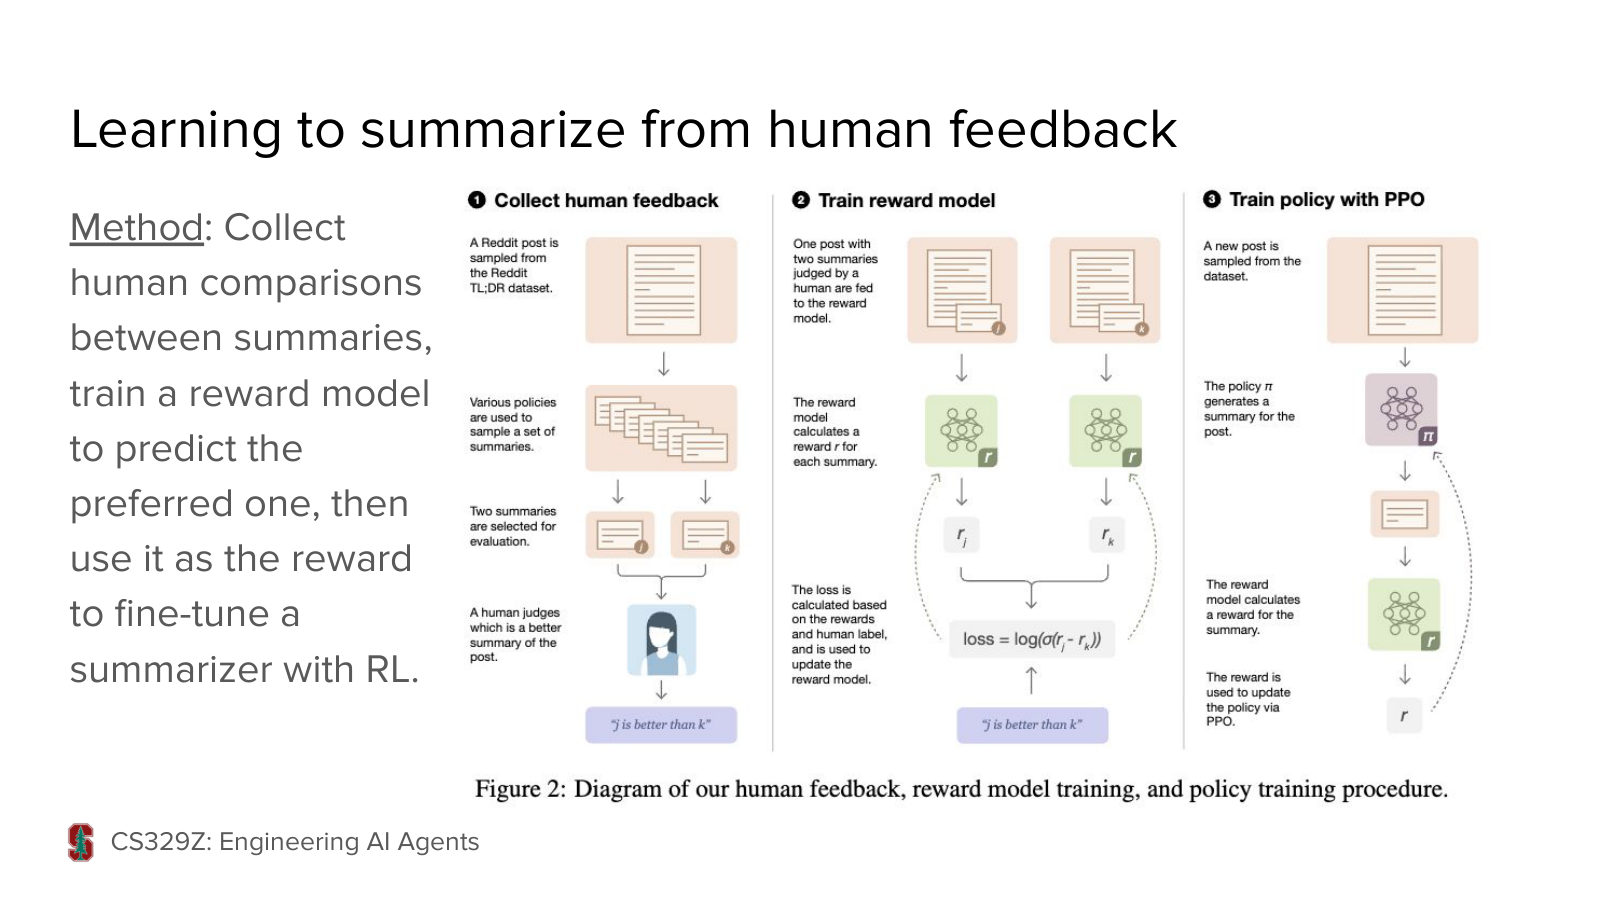 Learning to summarize from human feedback
Method: Collect
human comparisons
between summaries,
train a reward model
to predict the
preferred one, then
use it as the reward
to fine-tune a
summarizer with RL.
1 Collect human feedback
A Reddit post is
sampled from
the Reddit
TL;DR dataset.
Various policies
are used to
sample a set of
summaries.
Two summaries
are selected for
evaluation.
j
k
A human judges
which is a better
summary of the
post.
"j is better than k"
2 Train reward model
One post with
two summaries
judged by a
human are fed
to the reward
model.
j
k
The reward
model
calculates a
reward r for
each summary.
r
r
r_j
r_k
The loss is
calculated based
on the rewards
and human label,
and is used to
update the
reward model.
loss = log(σ(r_j - r_k))
"j is better than k"
3 Train policy with PPO
A new post is
sampled from the
dataset.
The policy π
generates a
summary for the
post.
π
The reward
model calculates
a reward for the
summary.
r
The reward is
used to update
the policy via
PPO.
r
Figure 2: Diagram of our human feedback, reward model training, and policy training procedure.
S
CS329Z: Engineering AI Agents